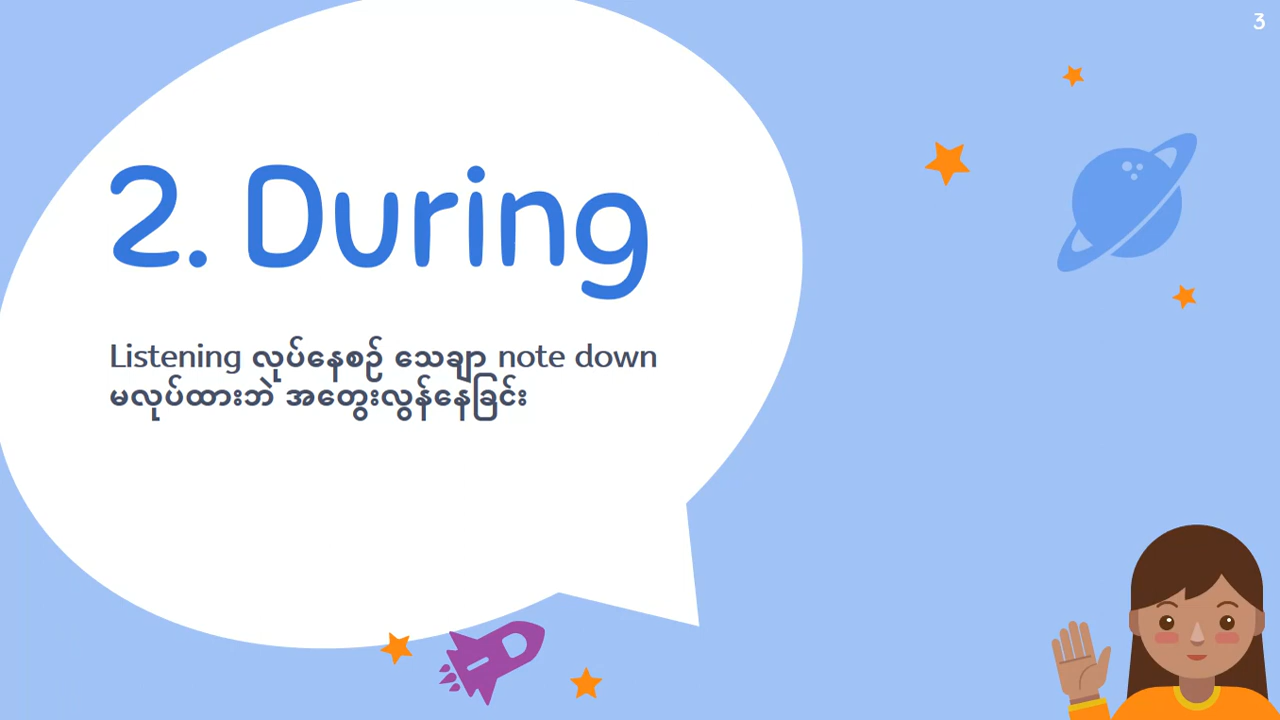 3
2. During
Listening လုပ်နေစဉ် သေချာ note down
မလုပ်ထားဘဲ အတွေးလွန်နေခြင်း